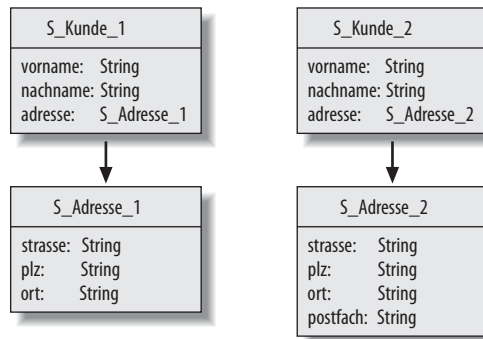 S_Kunde_1
vorname: String
nachname: String
adresse: S_Adresse_1
S_Adresse_1
strasse: String
plz: String
ort: String
S_Kunde_2
vorname: String
nachname: String
adresse: S_Adresse_2
S_Adresse_2
strasse: String
plz: String
ort: String
postfach: String